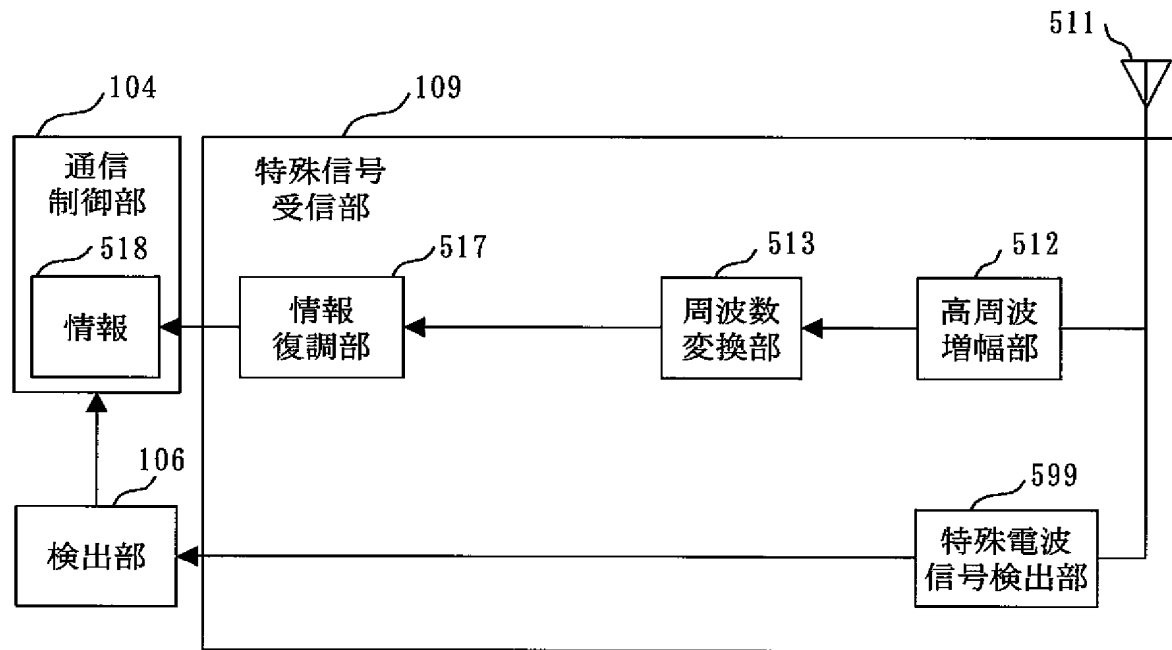 511
104
109
通信
制御部
特殊信号
受信部
518
517
513
512
情報
情報
復調部
周波数
変換部
高周波
増幅部
106
599
検出部
特殊電波
信号検出部